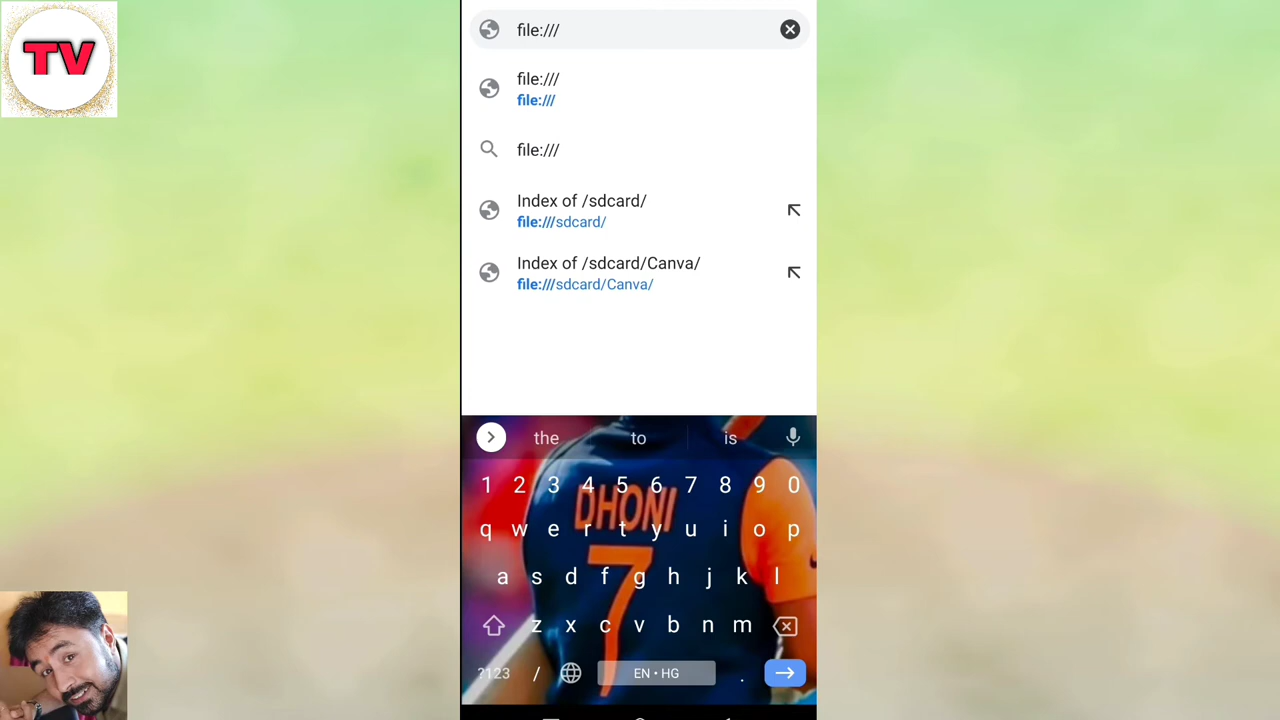 TV
file:///
file:///
file:///
file:///
Index of /sdcard/
file:///sdcard/
Index of /sdcard/Canva/
file:///sdcard/Canva/
the to is
1 2 3 4 5 6 7 8 9 0
DHONI
q w e r t y u i o p
7
a s d f g h j k l
z x c v b n m
?123 / EN • HG .